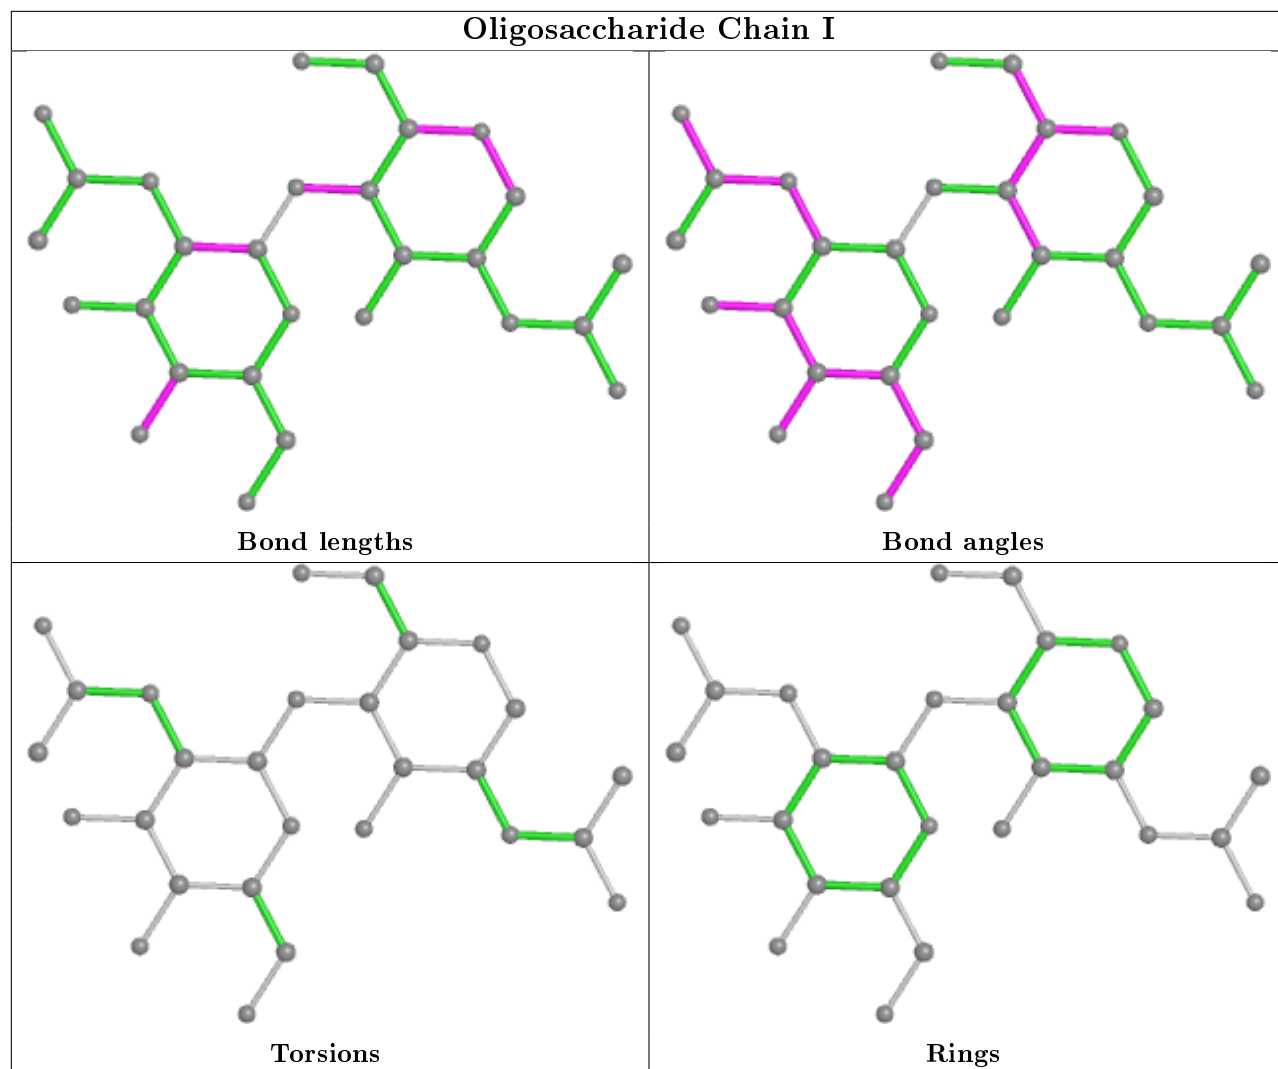 Oligosaccharide Chain I
Bond lengths
Bond angles
Torsions
Rings